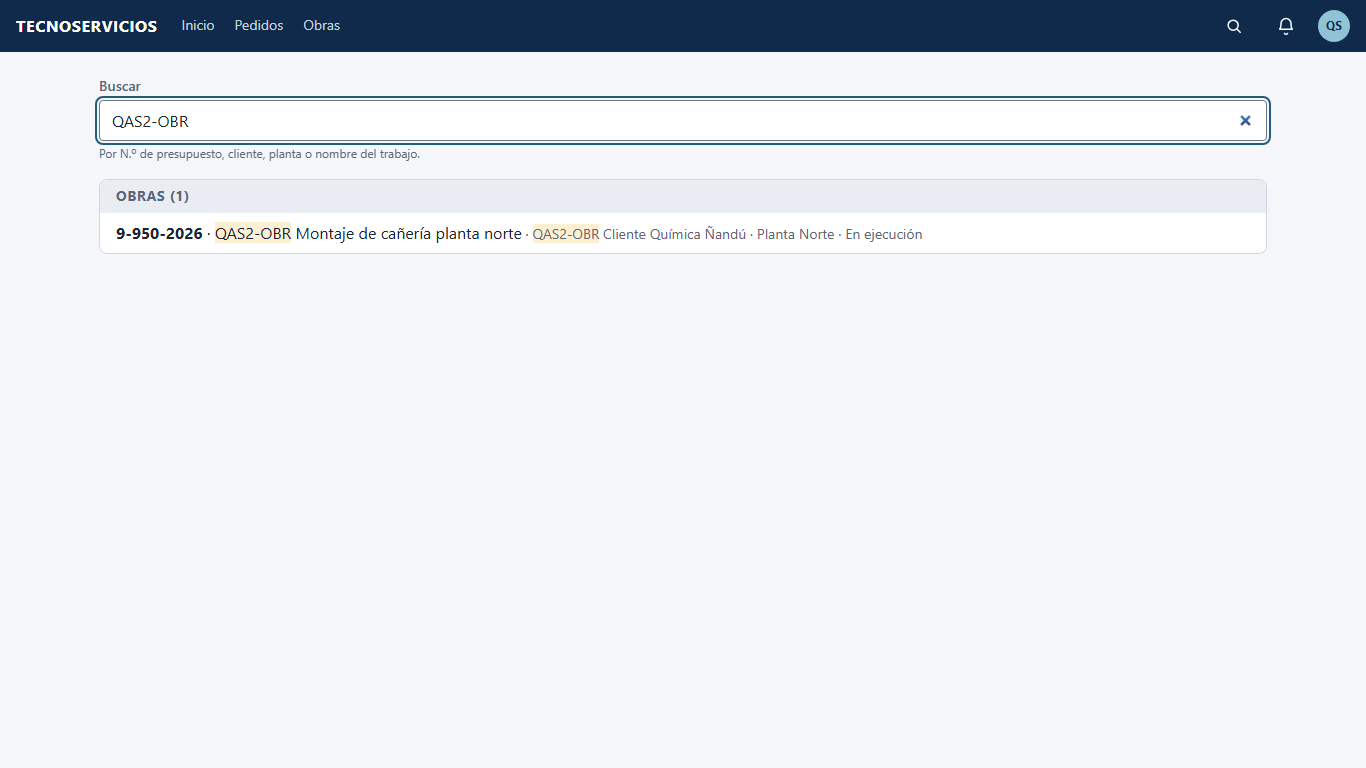 TECNOSERVICIOS Inicio Pedidos Obras QS
Buscar
QAS2-OBR
Por N.º de presupuesto, cliente, planta o nombre del trabajo.
OBRAS (1)
9-950-2026 · QAS2-OBR Montaje de cañería planta norte · QAS2-OBR Cliente Química Ñandú · Planta Norte · En ejecución